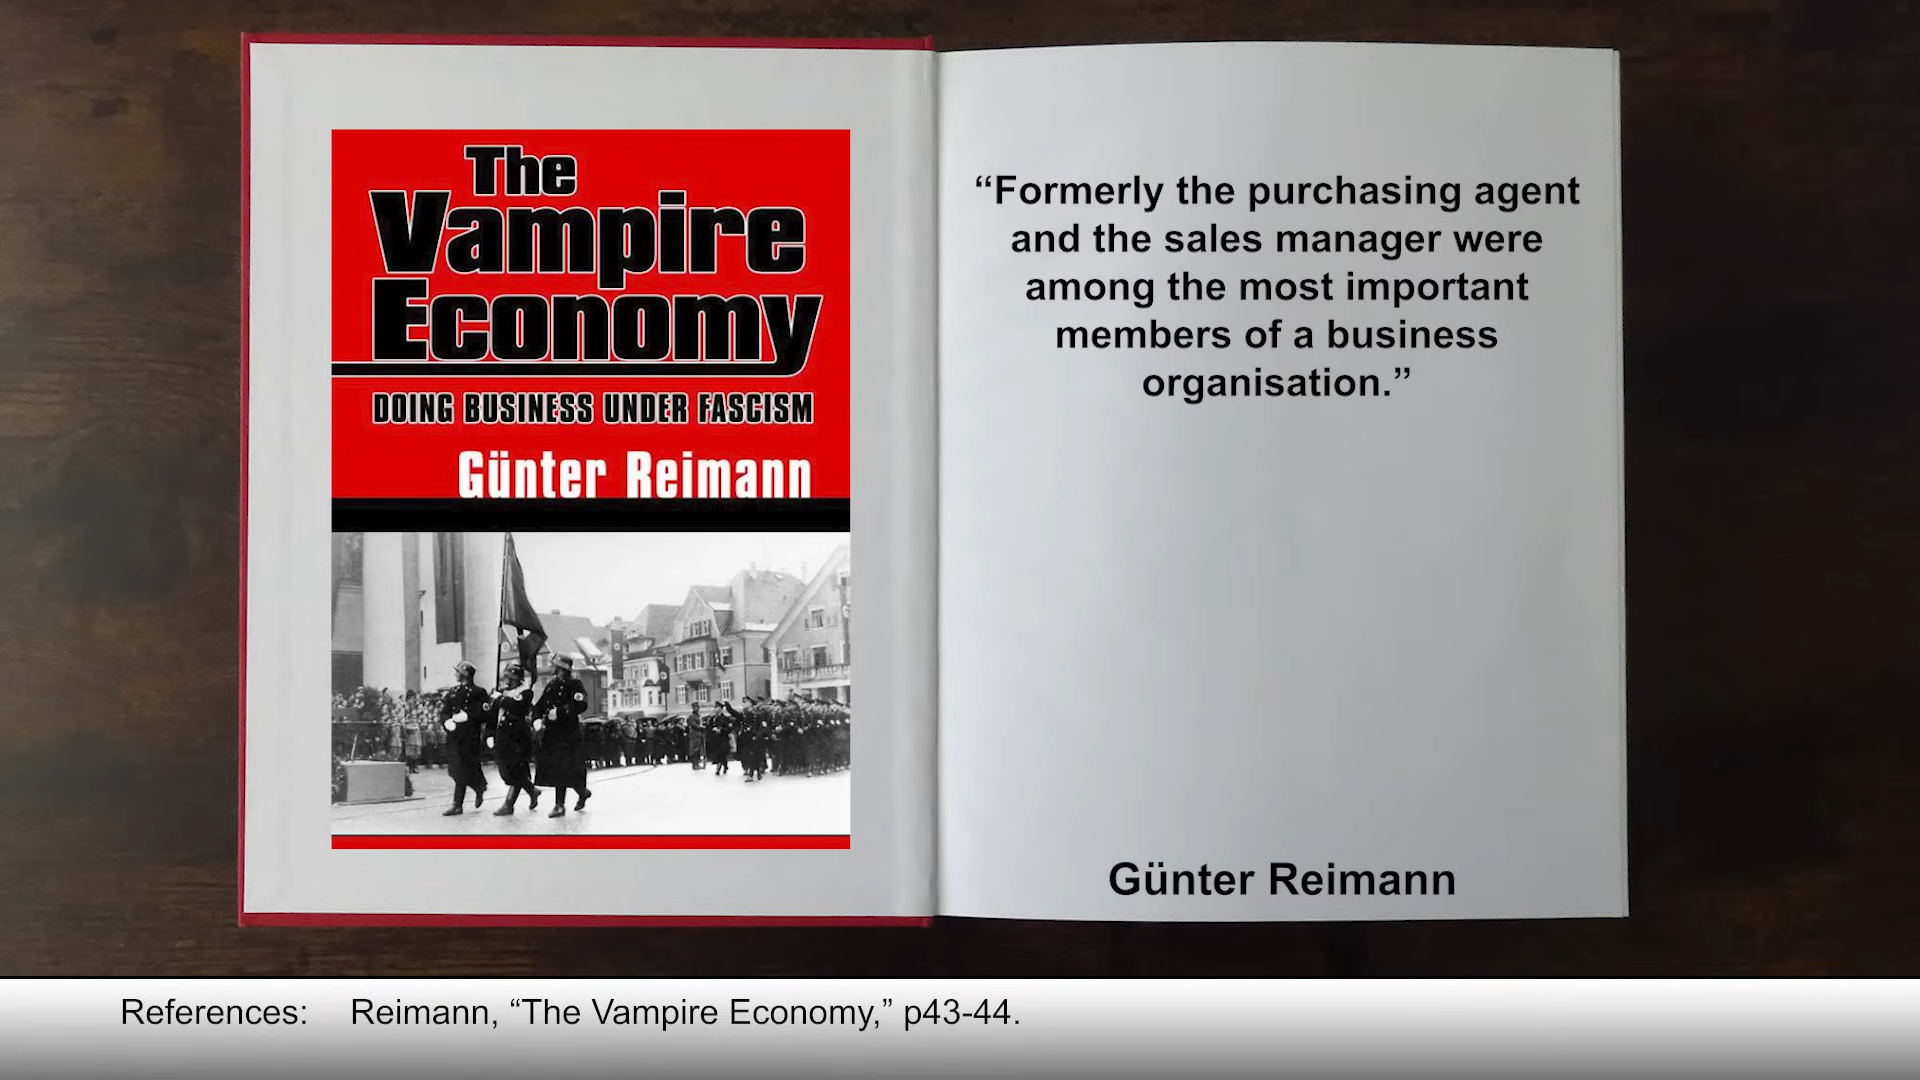 The
Vampire
Economy
DOING BUSINESS UNDER FASCISM
Günter Reimann
“Formerly the purchasing agent
and the sales manager were
among the most important
members of a business
organisation.”
Günter Reimann
References: Reimann, “The Vampire Economy,” p43-44.